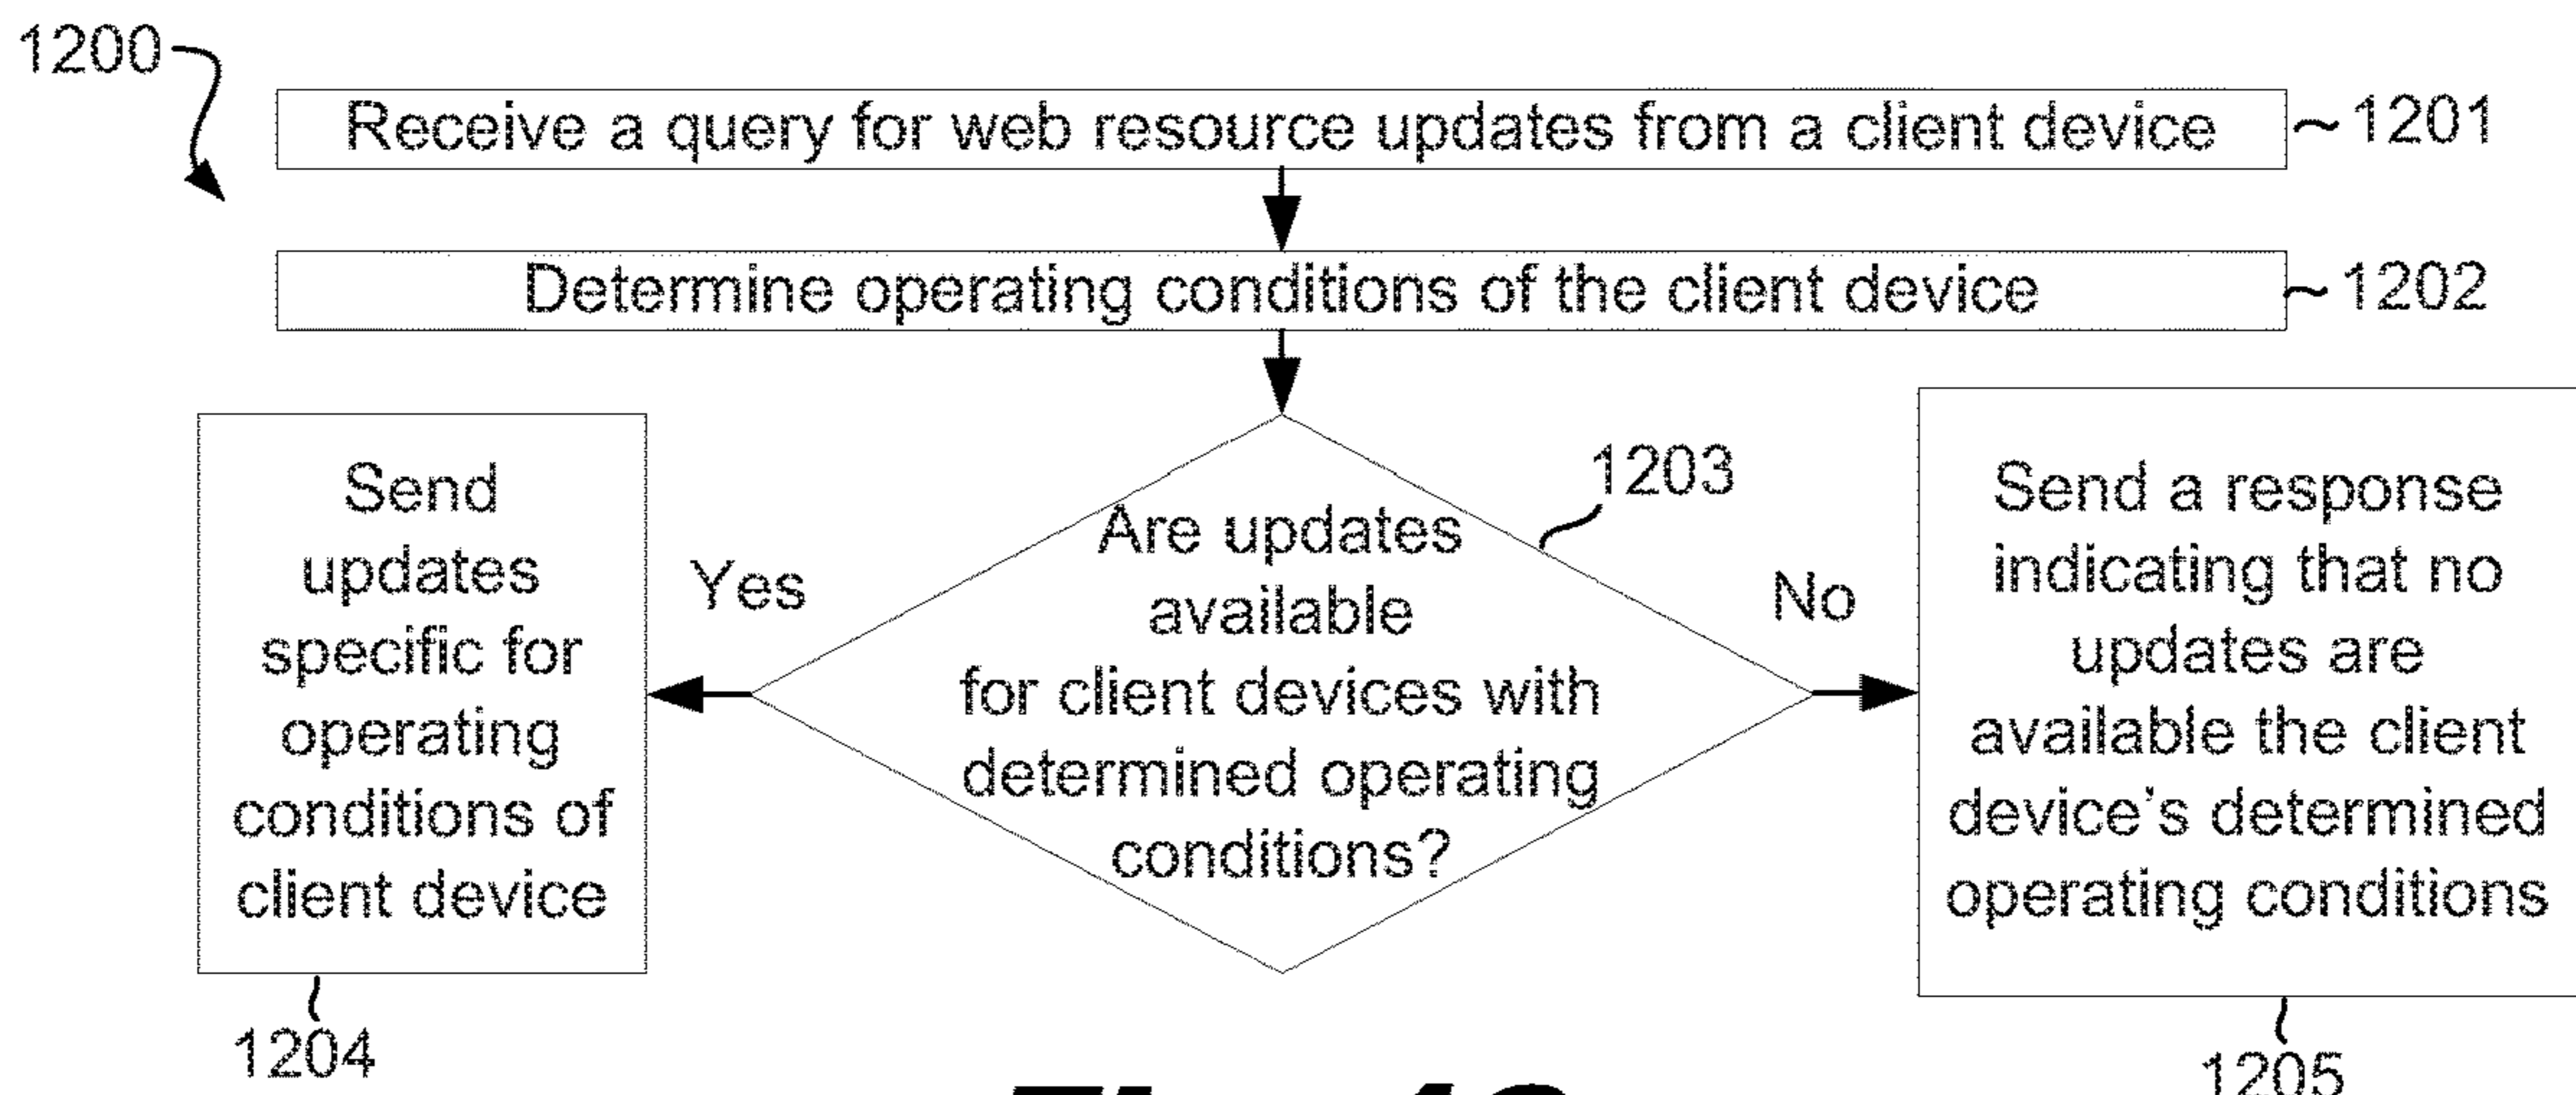 1200
Receive a query for web resource updates from a client device
1201
Determine operating conditions of the client device
1202
Send
updates
specific for
operating
conditions of
client device
1204
Yes
Are updates
available
for client devices with
determined operating
conditions?
1203
No
Send a response
indicating that no
updates are
available the client
device's determined
operating conditions
1205